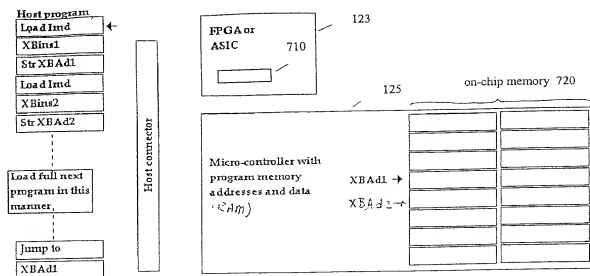 Host program
Load Imd
XBins1
Str XBAd1
Load Imd
XBins2
Str XBAd2
Load full next
program in this
manner,
Jump to
XBAd1
Host connector
FPGA or
ASIC
710
123
125
on-chip memory 720
Micro-controller with
program memory
addresses and data
(RAM)
XBAd1
XBAd2